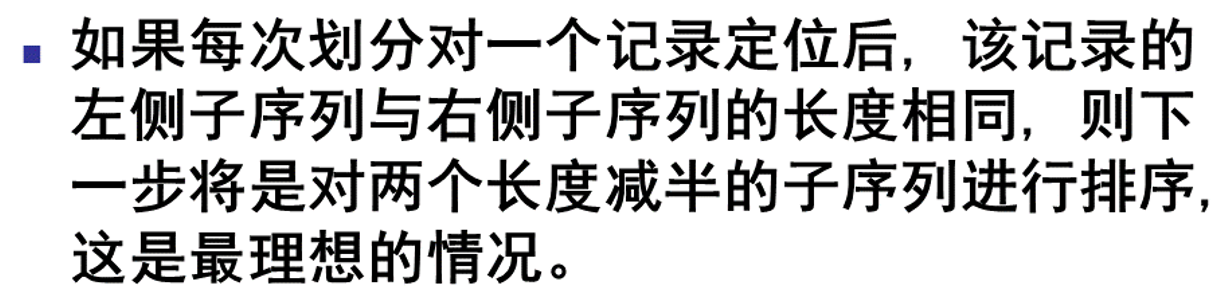 如果每次划分对一个记录定位后，该记录的
左侧子序列与右侧子序列的长度相同，则下
一步将是对两个长度减半的子序列进行排序，
这是最理想的情况。